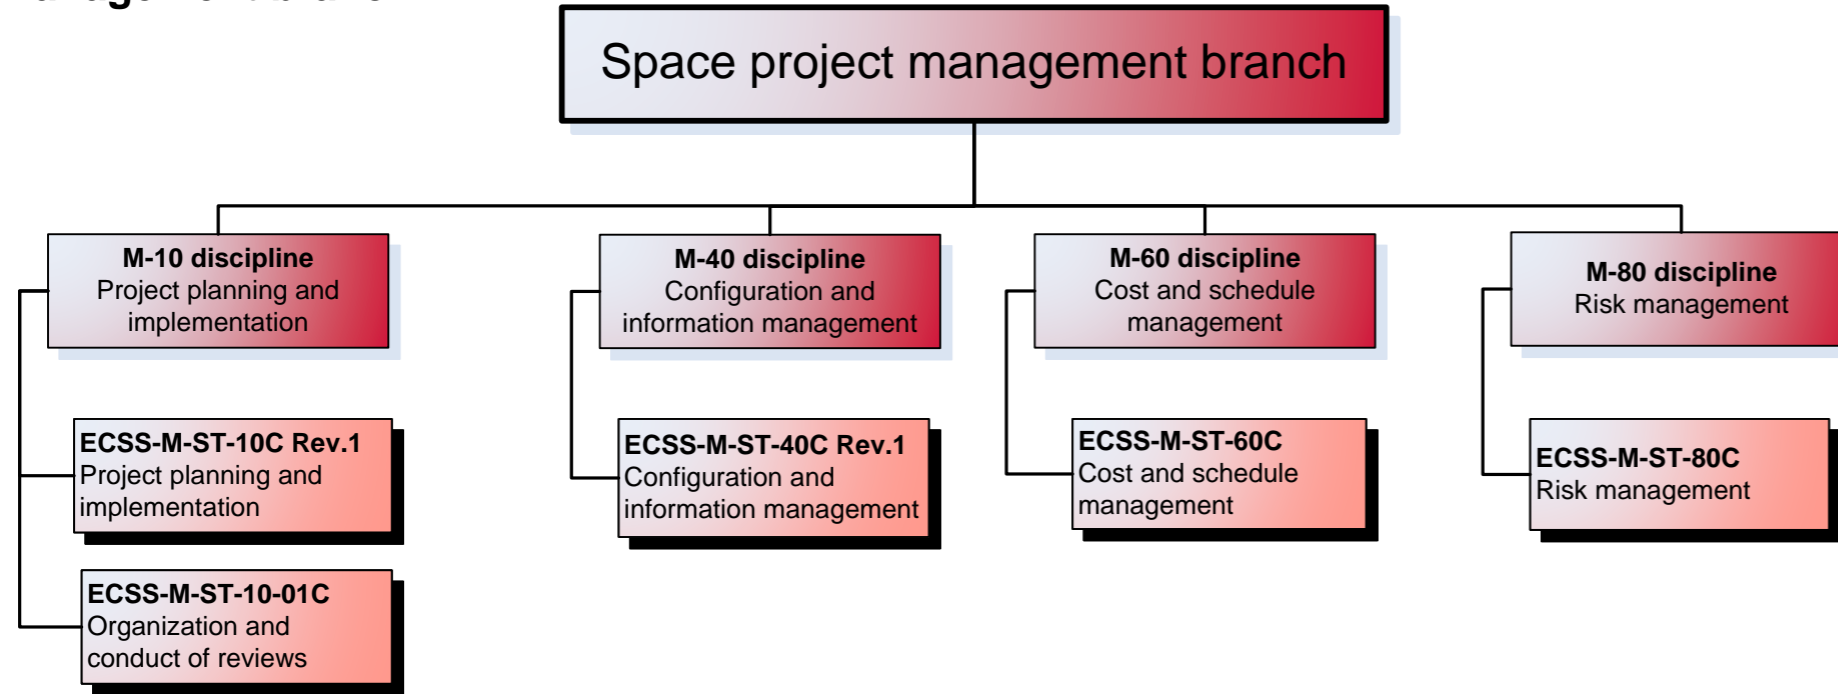 Space project management branch
M-10 discipline
Project planning and
implementation
M-40 discipline
Configuration and
information management
M-60 discipline
Cost and schedule
management
M-80 discipline
Risk management
ECSS-M-ST-10C Rev.1
Project planning and
implementation
ECSS-M-ST-40C Rev.1
Configuration and
information management
ECSS-M-ST-60C
Cost and schedule
management
ECSS-M-ST-80C
Risk management
ECSS-M-ST-10-01C
Organization and
conduct of reviews